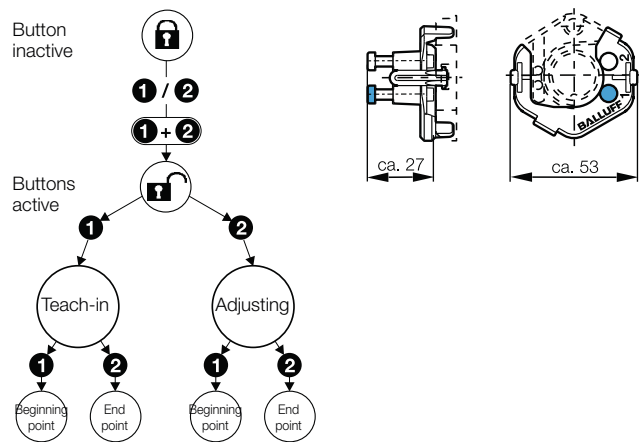 Button
inactive
1 / 2
1 + 2
Buttons
active
1
2
Teach-in
Adjusting
1
2
1
2
Beginning
point
End
point
Beginning
point
End
point
ca. 27
2
1
BALLUFF
ca. 53